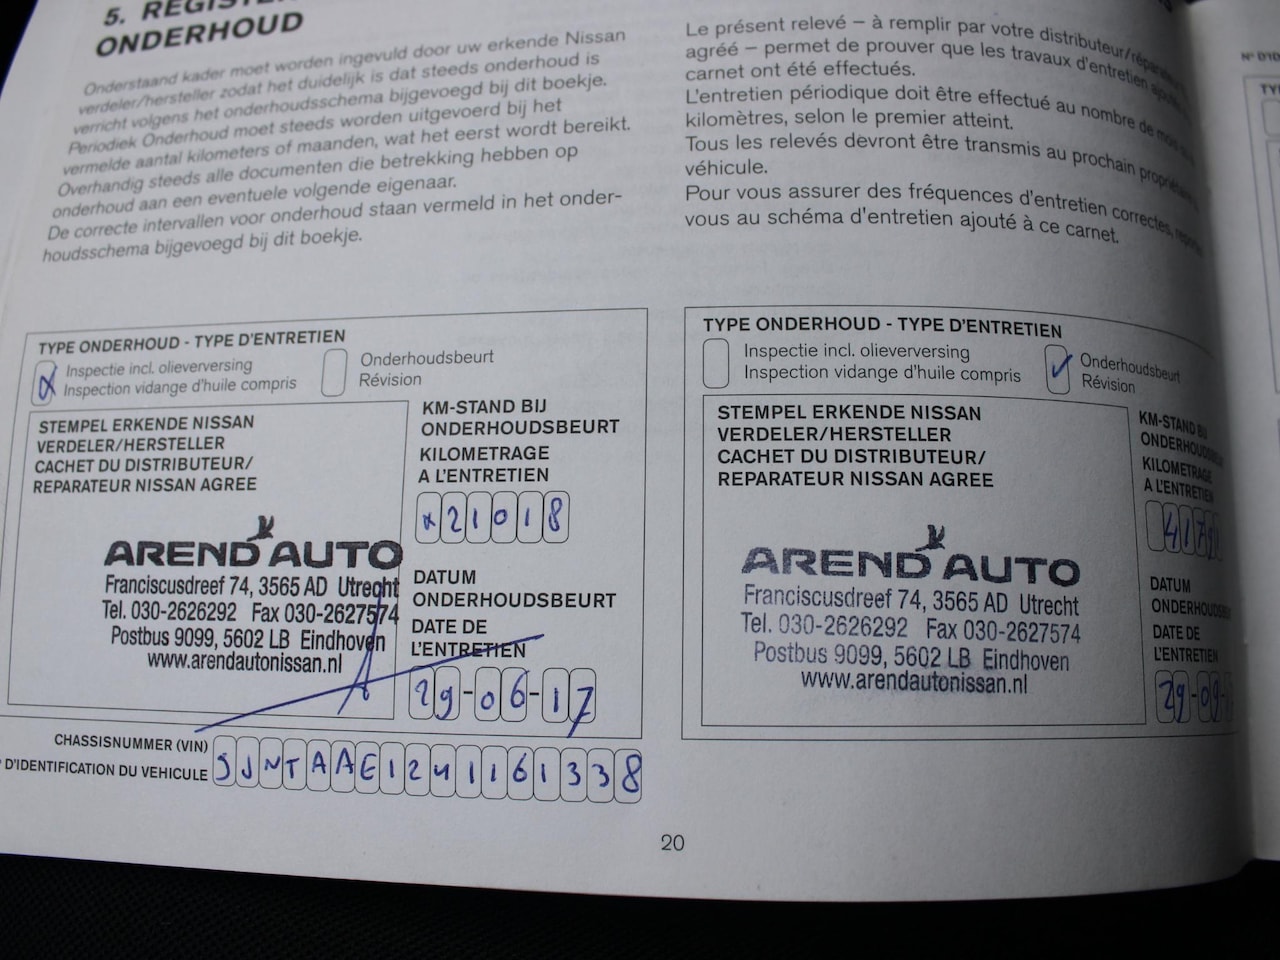 5. REGISTER
ONDERHOUD
Onderstaand kader moet worden ingevuld door uw erkende Nissan
verdeler/hersteller zodat het duidelijk is dat steeds onderhoud is
verricht volgens het onderhoudsschema bijgevoegd bij dit boekje.
Periodiek Onderhoud moet steeds worden uitgevoerd bij het
vermelde aantal kilometers of maanden, wat het eerst wordt bereikt.
Overhandig steeds alle documenten die betrekking hebben op
onderhoud aan een eventuele volgende eigenaar.
De correcte intervallen voor onderhoud staan vermeld in het onder-
houdsschema bijgevoegd bij dit boekje.
TYPE ONDERHOUD - TYPE D'ENTRETIEN
Inspectie incl. olieverversing
Inspection vidange d'huile compris
Onderhoudsbeurt
Révision
STEMPEL ERKENDE NISSAN
VERDELER/HERSTELLER
CACHET DU DISTRIBUTEUR/
REPARATEUR NISSAN AGREE
AREND AUTO
Franciscusdreef 74, 3565 AD Utrecht
Tel. 030-2626292 Fax 030-2627574
Postbus 9099, 5602 LB Eindhoven
www.arendautonissan.nl
KM-STAND BIJ
ONDERHOUDSBEURT
KILOMETRAGE
A L'ENTRETIEN
x21018
DATUM
ONDERHOUDSBEURT
DATE DE
L'ENTRETIEN
29-06-17
CHASSISNUMMER (VIN)
D'IDENTIFICATION DU VEHICULE
SJNTAAE12U1161338
Le présent relevé – à remplir par votre distributeur/
agréé – permet de prouver que les travaux d'entretien
carnet ont été effectués.
L'entretien périodique doit être effectué au nombre de
kilomètres, selon le premier atteint.
Tous les relevés devront être transmis au prochain
véhicule.
Pour vous assurer des fréquences d'entretien correctes,
vous au schéma d'entretien ajouté à ce carnet.
TYPE ONDERHOUD - TYPE D'ENTRETIEN
Inspectie incl. olieverversing
Inspection vidange d'huile compris
Onderhoudsbeurt
Révision
STEMPEL ERKENDE NISSAN
VERDELER/HERSTELLER
CACHET DU DISTRIBUTEUR/
REPARATEUR NISSAN AGREE
AREND AUTO
Franciscusdreef 74, 3565 AD Utrecht
Tel. 030-2626292 Fax 030-2627574
Postbus 9099, 5602 LB Eindhoven
www.arendautonissan.nl
KM-STAND BIJ
ONDERHOUDSBEURT
KILOMETRAGE
A L'ENTRETIEN
DATUM
ONDERHOUDSBEURT
DATE DE
L'ENTRETIEN
29-09-
20